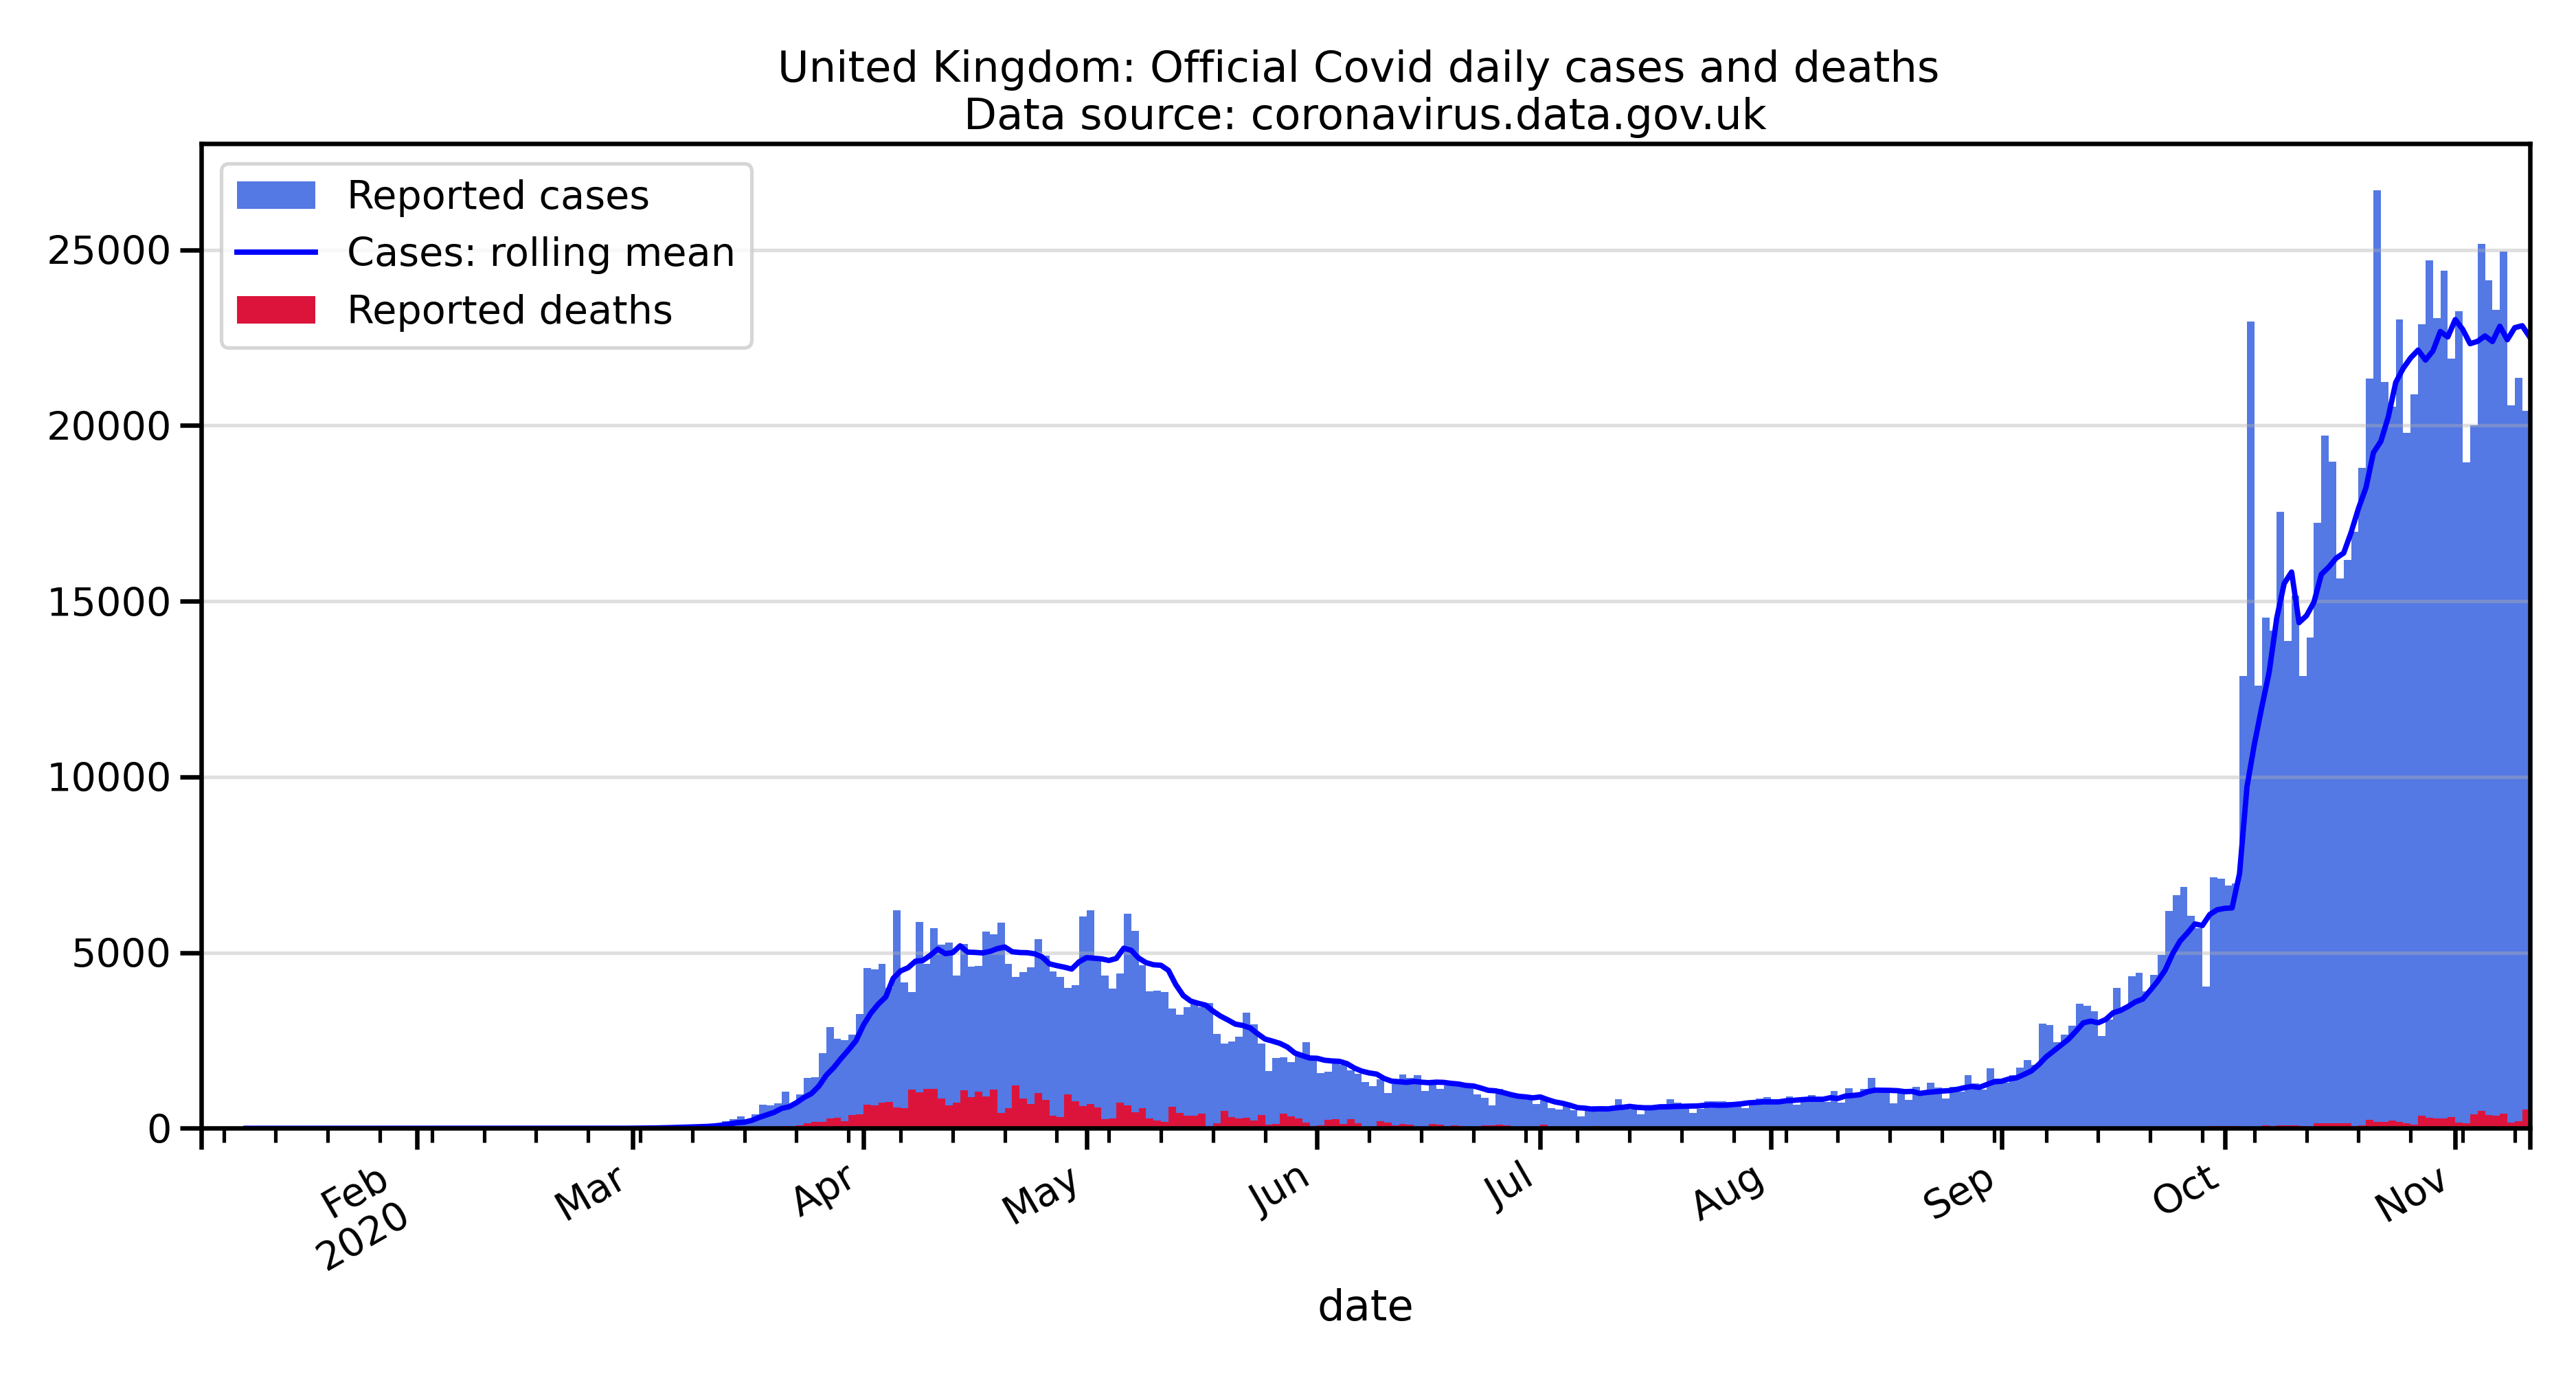 United Kingdom: Official Covid daily cases and deaths
Data source: coronavirus.data.gov.uk
Reported cases
Cases: rolling mean
Reported deaths
25000
20000
15000
10000
5000
0
Feb
2020
Mar
Apr
May
Jun
Jul
Aug
Sep
Oct
Nov
date